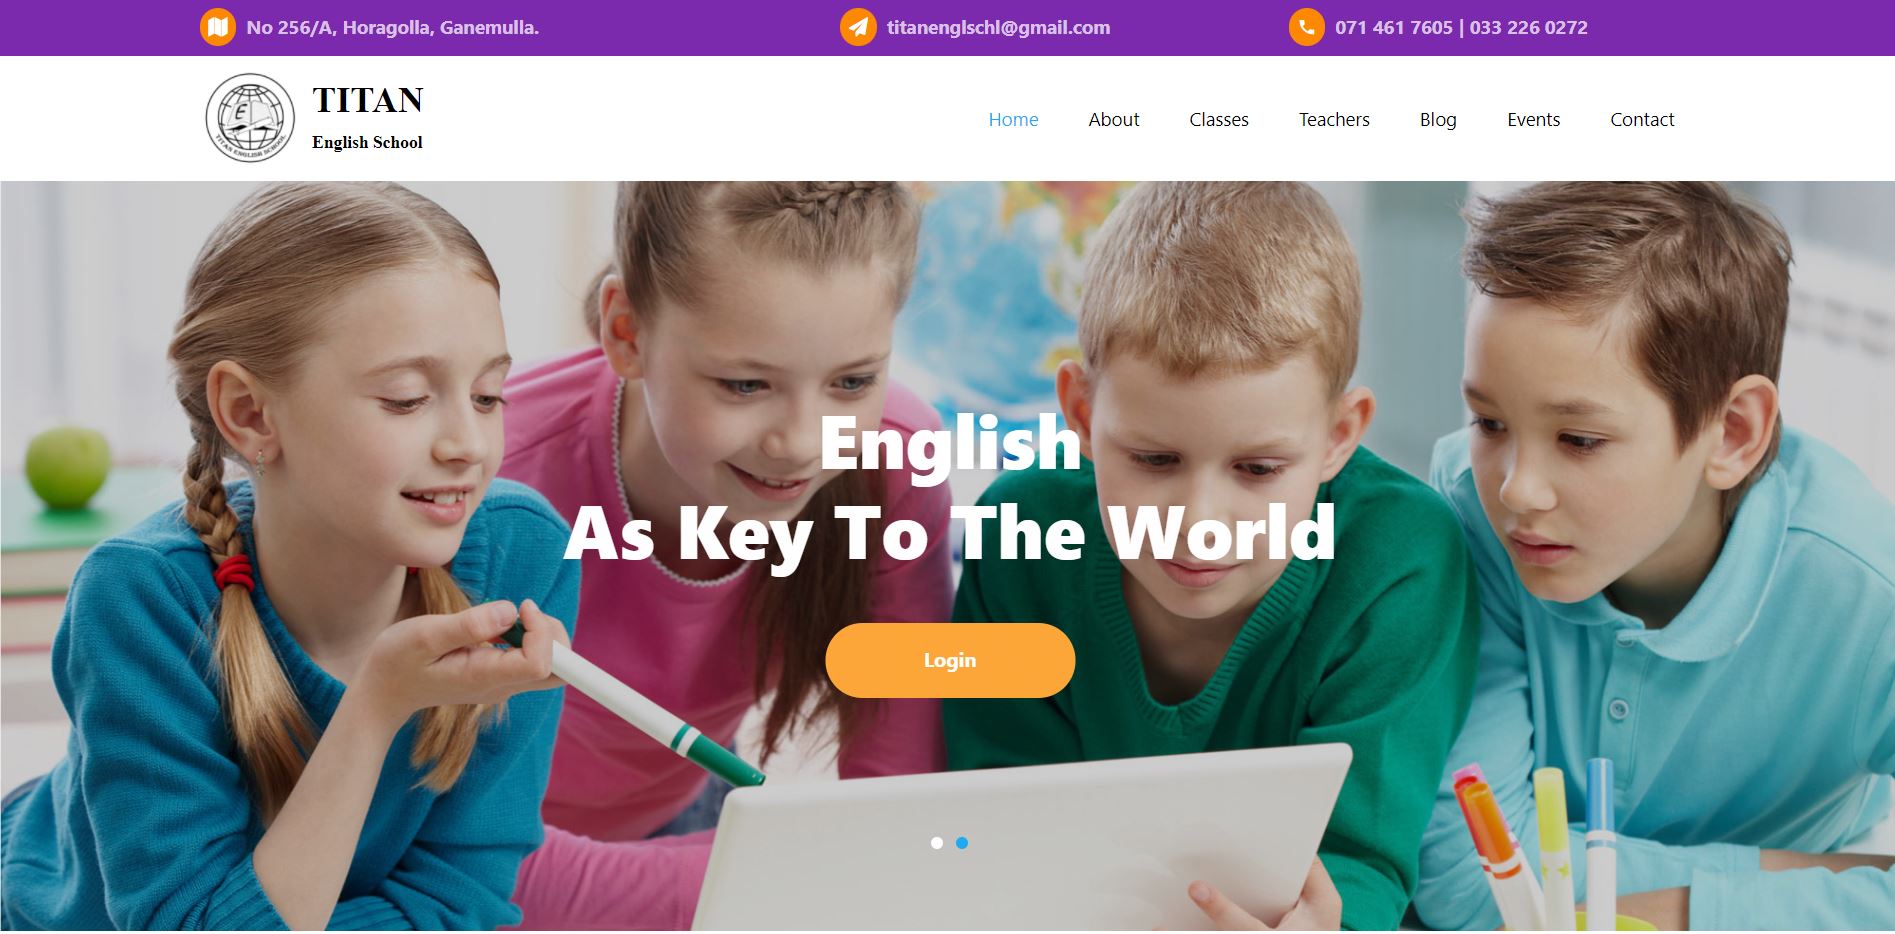 No 256/A, Horagolla, Ganemulla.
titanenglschl@gmail.com
071 461 7605 | 033 226 0272
E
TITAN ENGLISH SCHOOL
TITAN
English School
Home
About
Classes
Teachers
Blog
Events
Contact
English
As Key To The World
Login